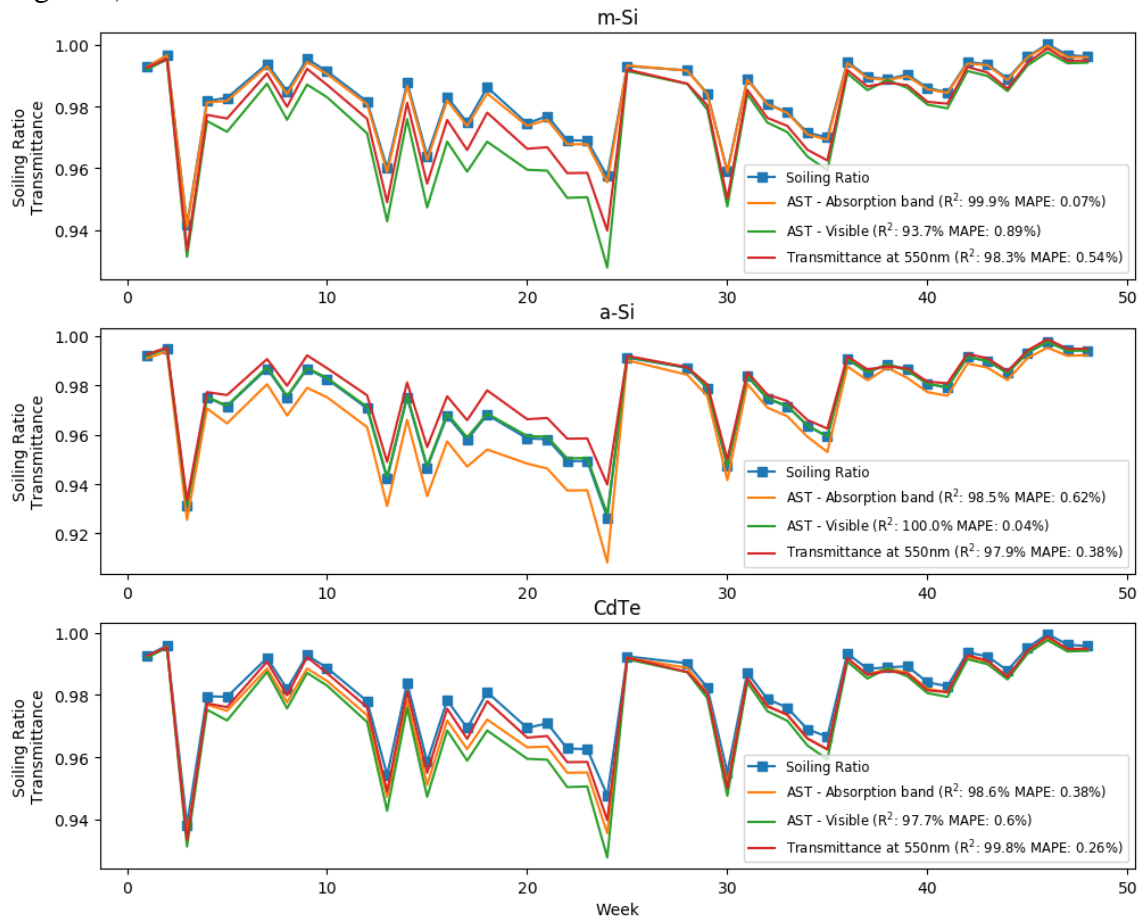 m-Si
1.00
0.98
0.96
0.94
Soiling Ratio
Transmittance
Soiling Ratio
AST - Absorption band (R²: 99.9% MAPE: 0.07%)
AST - Visible (R²: 93.7% MAPE: 0.89%)
Transmittance at 550nm (R²: 98.3% MAPE: 0.54%)
0 10 20 30 40 50
a-Si
1.00
0.98
0.96
0.94
0.92
Soiling Ratio
Transmittance
Soiling Ratio
AST - Absorption band (R²: 98.5% MAPE: 0.62%)
AST - Visible (R²: 100.0% MAPE: 0.04%)
Transmittance at 550nm (R²: 97.9% MAPE: 0.38%)
0 10 20 30 40 50
CdTe
1.00
0.98
0.96
0.94
Soiling Ratio
Transmittance
Soiling Ratio
AST - Absorption band (R²: 98.6% MAPE: 0.38%)
AST - Visible (R²: 97.7% MAPE: 0.6%)
Transmittance at 550nm (R²: 99.8% MAPE: 0.26%)
0 10 20 30 40 50
Week